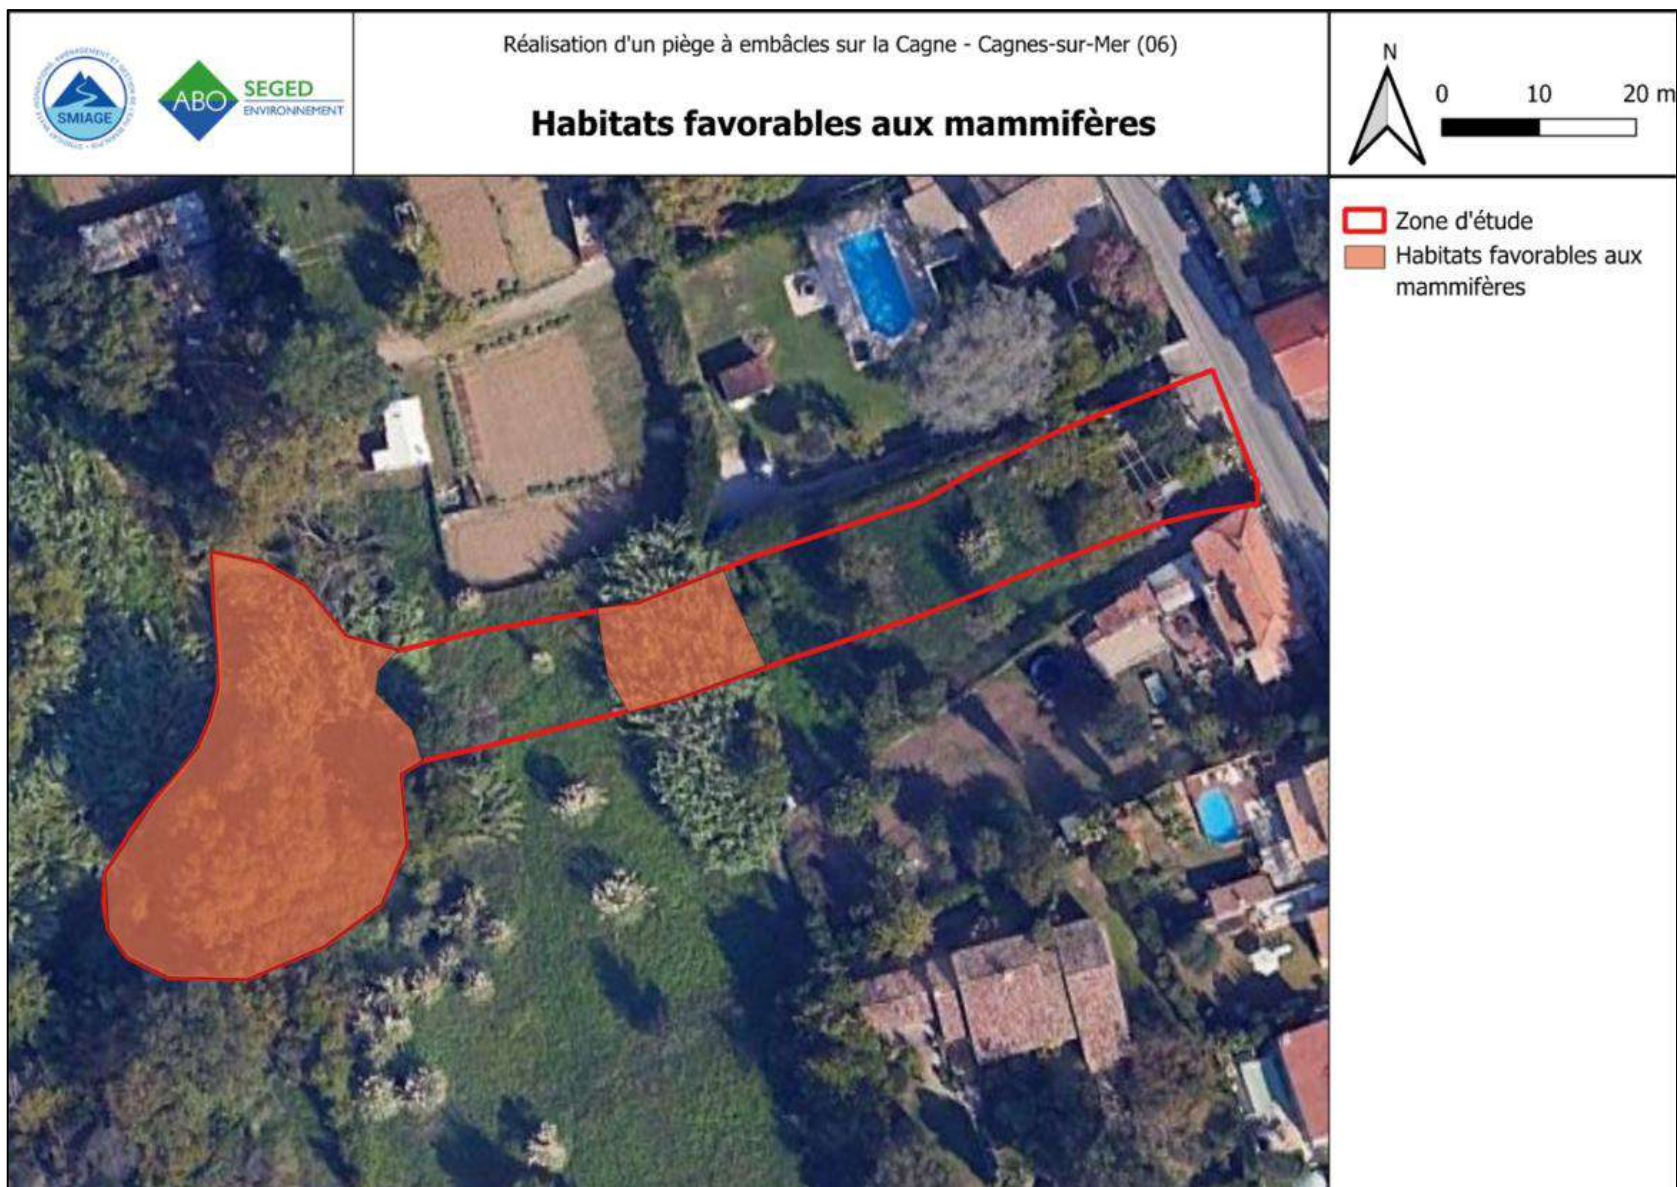 Réalisation d'un piège à embâcles sur la Cagne - Cagnes-sur-Mer (06)
Habitats favorables aux mammifères
SMIAGE
ABO
SEGED
ENVIRONNEMENT
N
0 10 20 m
Zone d'étude
Habitats favorables aux
mammifères